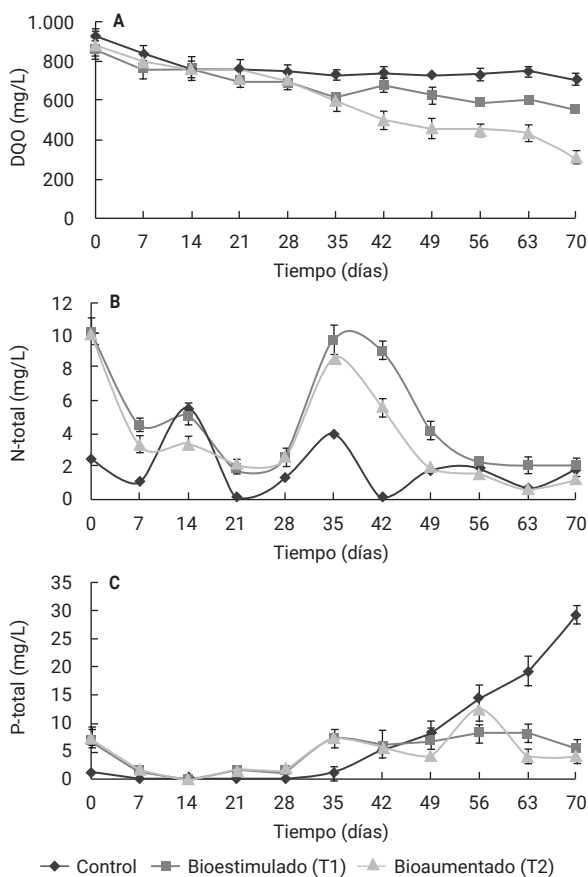 A
1.000
800
600
400
200
0
DQO (mg/L)
0 7 14 21 28 35 42 49 56 63 70
Tiempo (días)
B
12
10
8
6
4
2
0
N-total (mg/L)
0 7 14 21 28 35 42 49 56 63 70
Tiempo (días)
C
35
30
25
20
15
10
5
0
P-total (mg/L)
0 7 14 21 28 35 42 49 56 63 70
Tiempo (días)
Control Bioestimulado (T1) Bioaumentado (T2)